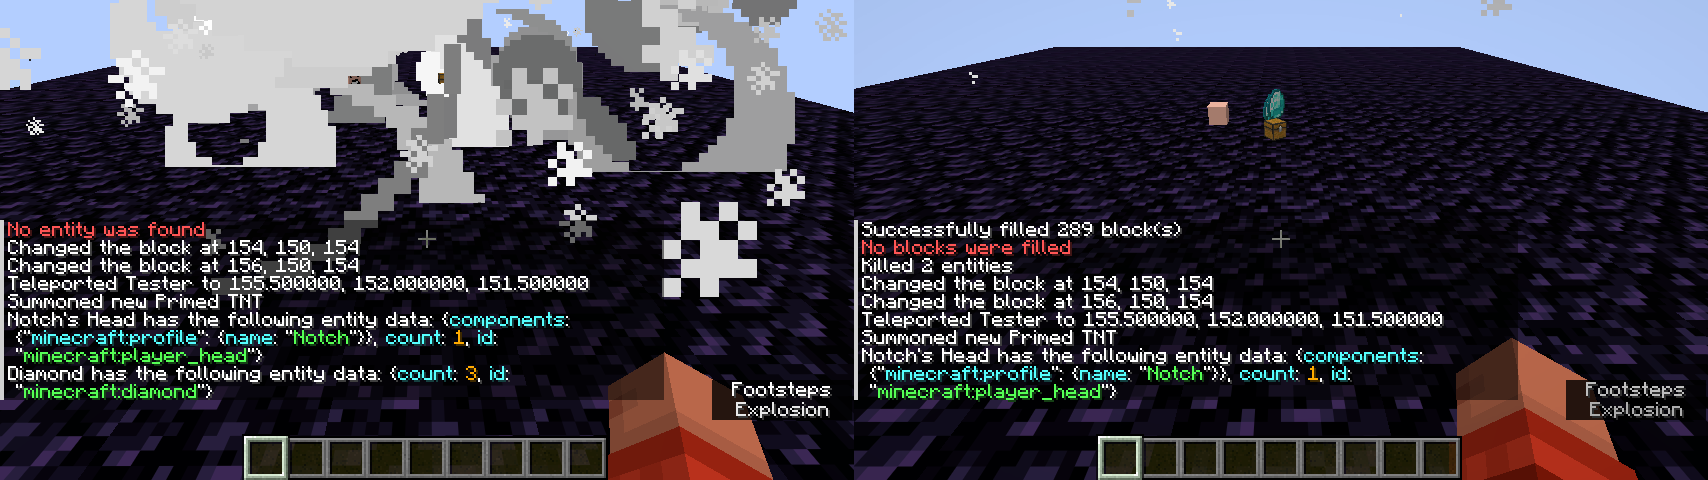 No entity was found
Changed the block at 154, 150, 154
Changed the block at 156, 150, 154
Teleported Tester to 155.500000, 152.000000, 151.500000
Summoned new Primed TNT
Notch's Head has the following entity data: {components:
{"minecraft:profile": {name: "Notch"}}, count: 1, id:
"minecraft:player_head"}
Diamond has the following entity data: {count: 3, id:
"minecraft:diamond"}
Footsteps
Explosion
Successfully filled 289 block(s)
No blocks were filled
Killed 2 entities
Changed the block at 154, 150, 154
Changed the block at 156, 150, 154
Teleported Tester to 155.500000, 152.000000, 151.500000
Summoned new Primed TNT
Notch's Head has the following entity data: {components:
{"minecraft:profile": {name: "Notch"}}, count: 1, id:
"minecraft:player_head"}
Footsteps
Explosion